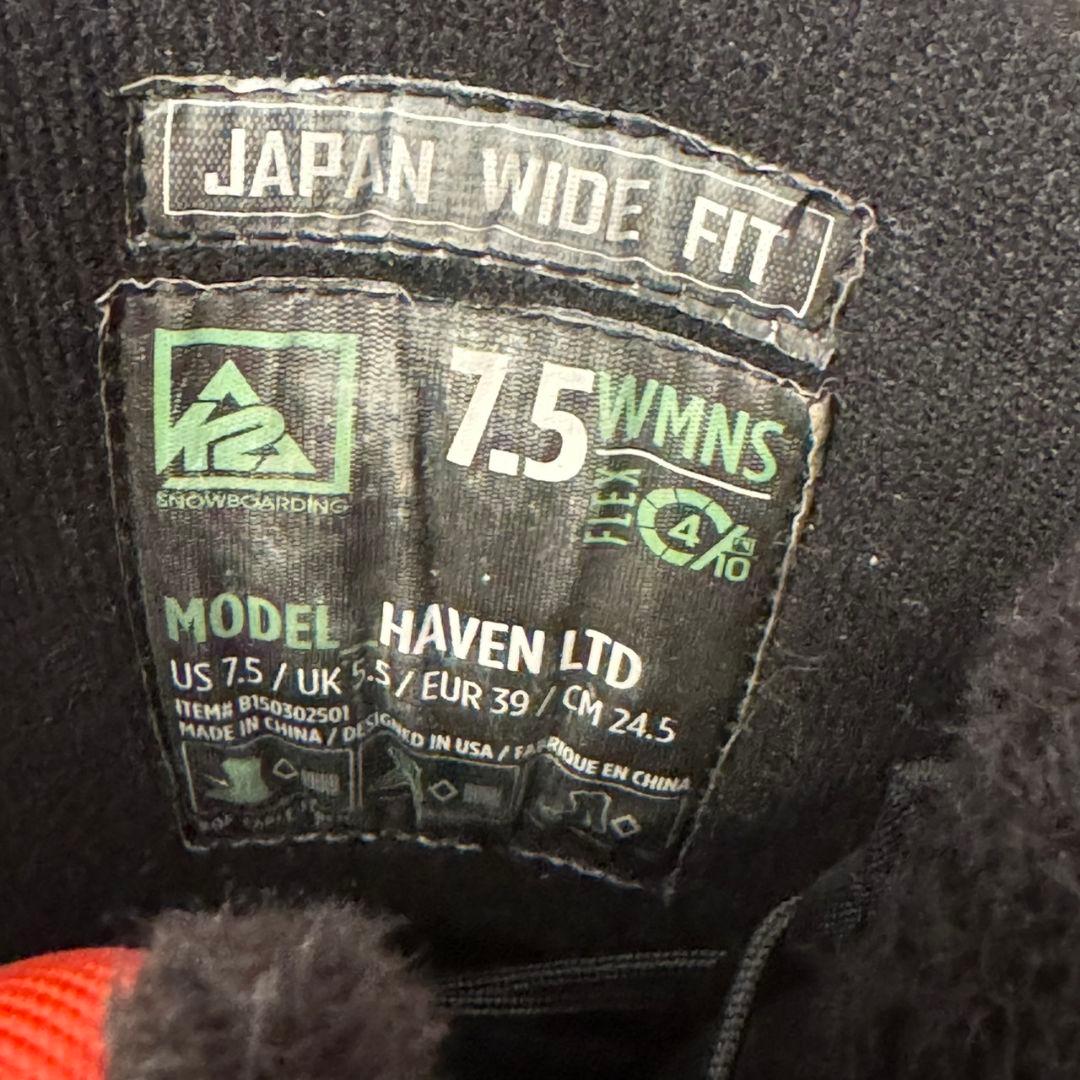 JAPAN WIDE FIT
K2
SNOWBOARDING
7.5 WMNS
FLEX 4/10
MODEL HAVEN LTD
US 7.5 / UK 5.5 / EUR 39 / CM 24.5
ITEM# B150302501
MADE IN CHINA / DESIGNED IN USA / FABRIQUE EN CHINA